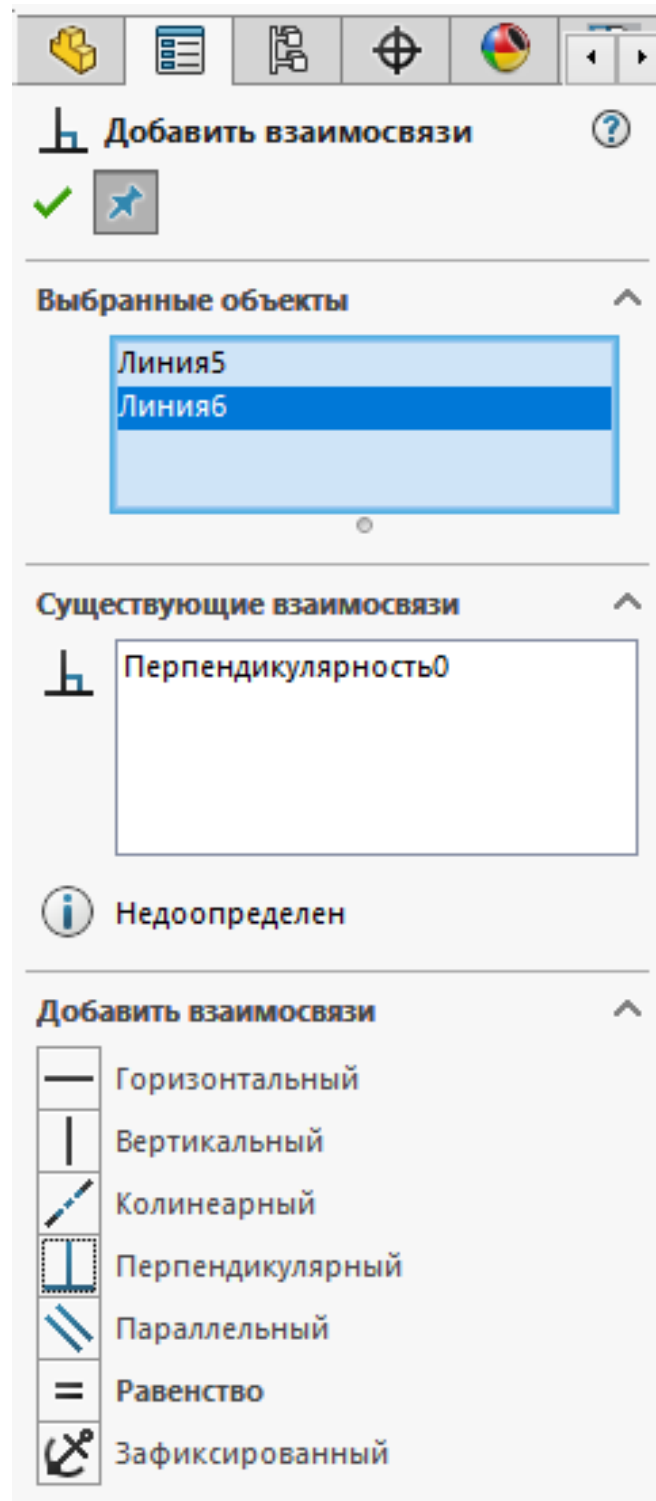 Добавить взаимосвязи
Выбранные объекты
Линия5
Линия6
Существующие взаимосвязи
Перпендикулярность0
Недоопределен
Добавить взаимосвязи
Горизонтальный
Вертикальный
Колинеарный
Перпендикулярный
Параллельный
Равенство
Зафиксированный